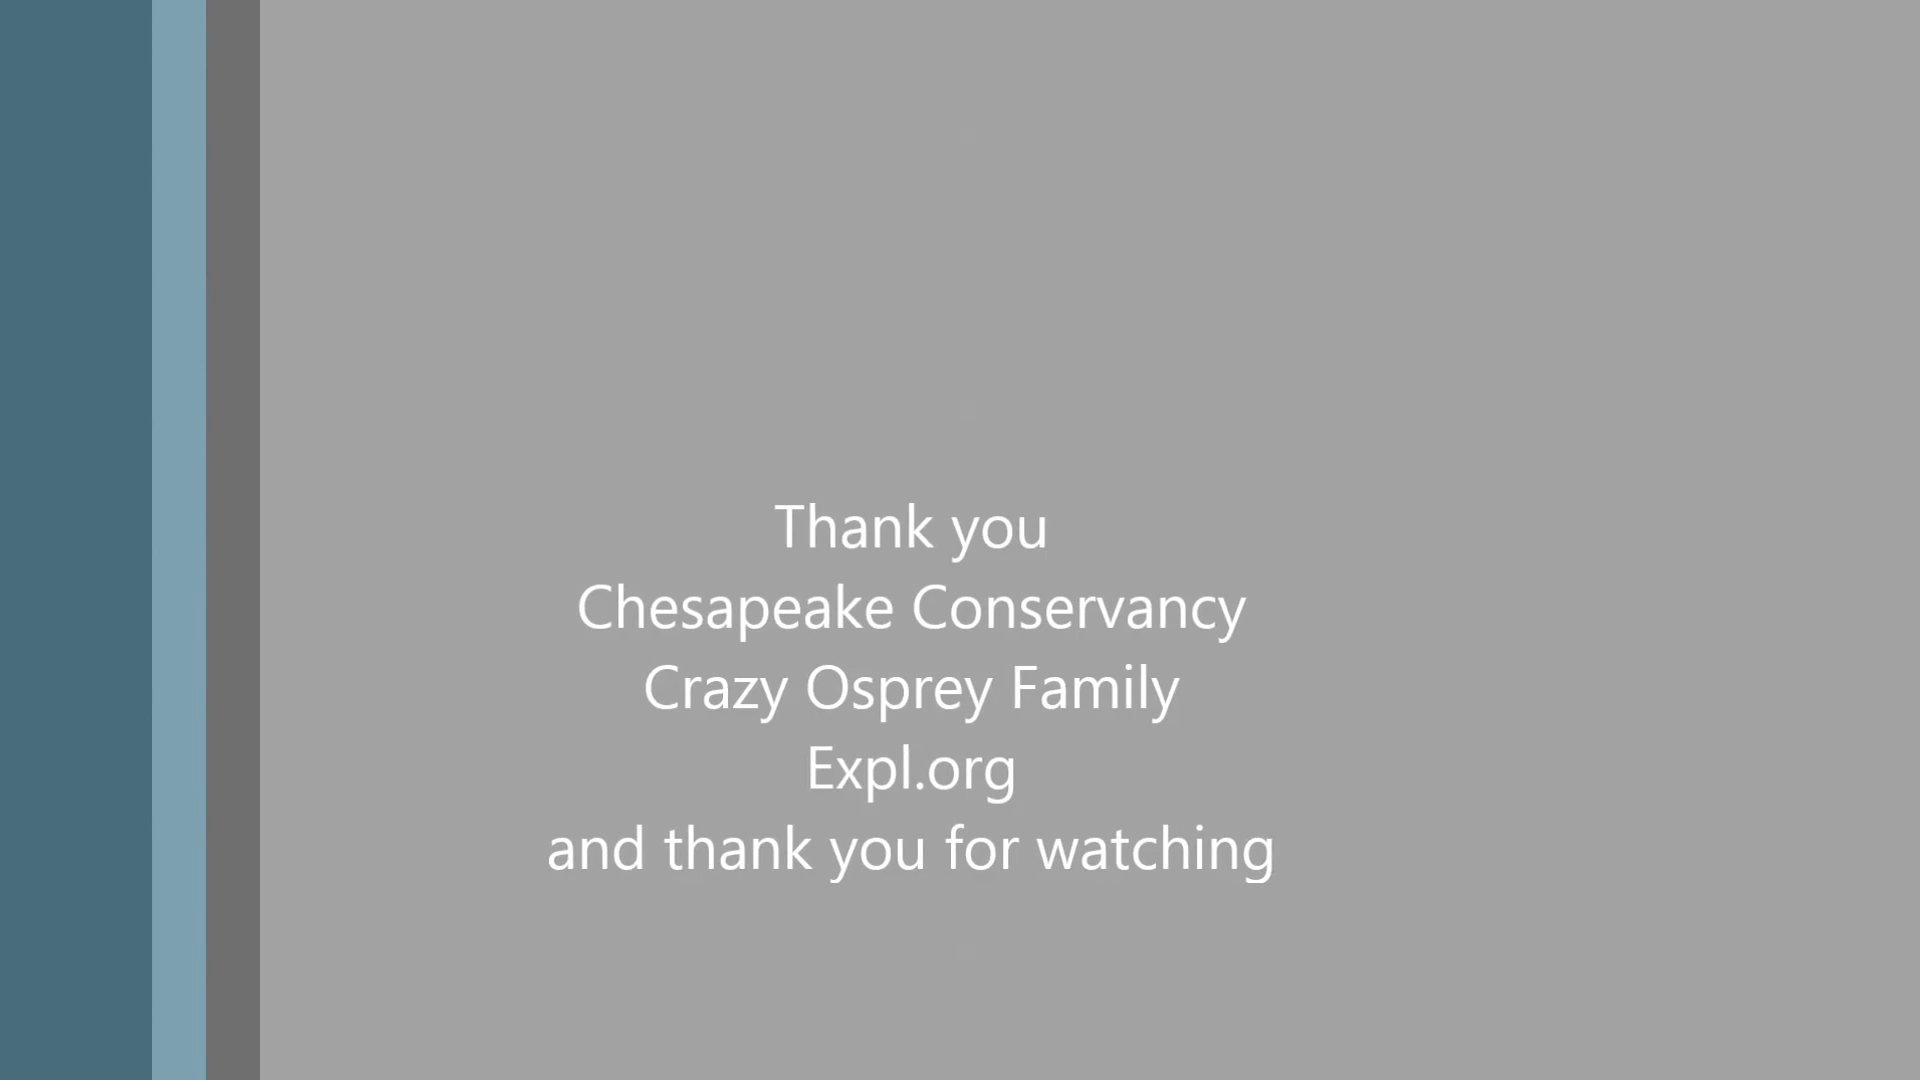 Thank you
Chesapeake Conservancy
Crazy Osprey Family
Expl.org
and thank you for watching